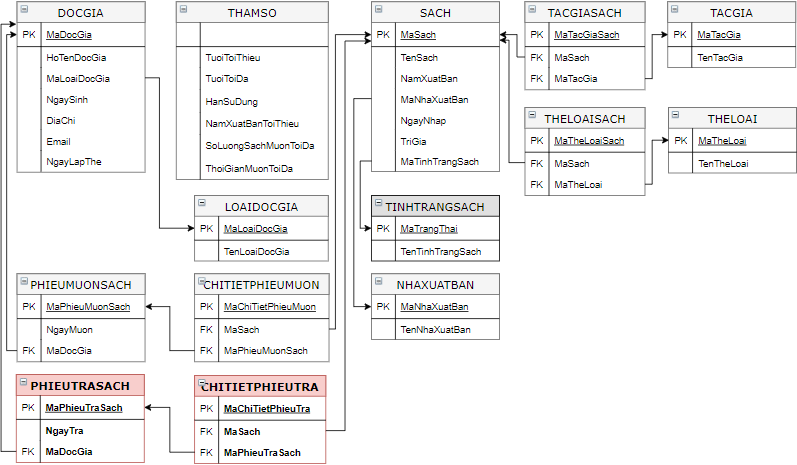 DOCGIA
PK MaDocGia
HoTenDocGia
MaLoaiDocGia
NgaySinh
DiaChi
Email
NgayLapThe
THAMSO
TuoiToiThieu
TuoiToiDa
HanSuDung
NamXuatBanToiThieu
SoLuongSachMuonToiDa
ThoiGianMuonToiDa
SACH
PK MaSach
TenSach
NamXuatBan
MaNhaXuatBan
NgayNhap
TriGia
MaTinhTrangSach
TACGIASACH
PK MaTacGiaSach
FK MaSach
FK MaTacGia
TACGIA
PK MaTacGia
TenTacGia
THELOAISACH
PK MaTheLoaiSach
FK MaSach
FK MaTheLoai
THELOAI
PK MaTheLoai
TenTheLoai
LOAIDOCGIA
PK MaLoaiDocGia
TenLoaiDocGia
TINHTRANGSACH
PK MaTrangThai
TenTinhTrangSach
PHIEUMUONSACH
PK MaPhieuMuonSach
NgayMuon
FK MaDocGia
CHITIETPHIEUMUON
PK MaChiTietPhieuMuon
FK MaSach
FK MaPhieuMuonSach
NHAXUATBAN
PK MaNhaXuatBan
TenNhaXuatBan
PHIEUTRASACH
PK MaPhieuTraSach
NgayTra
FK MaDocGia
CHITIETPHIEUTRA
PK MaChiTietPhieuTra
FK MaSach
FK MaPhieuTraSach